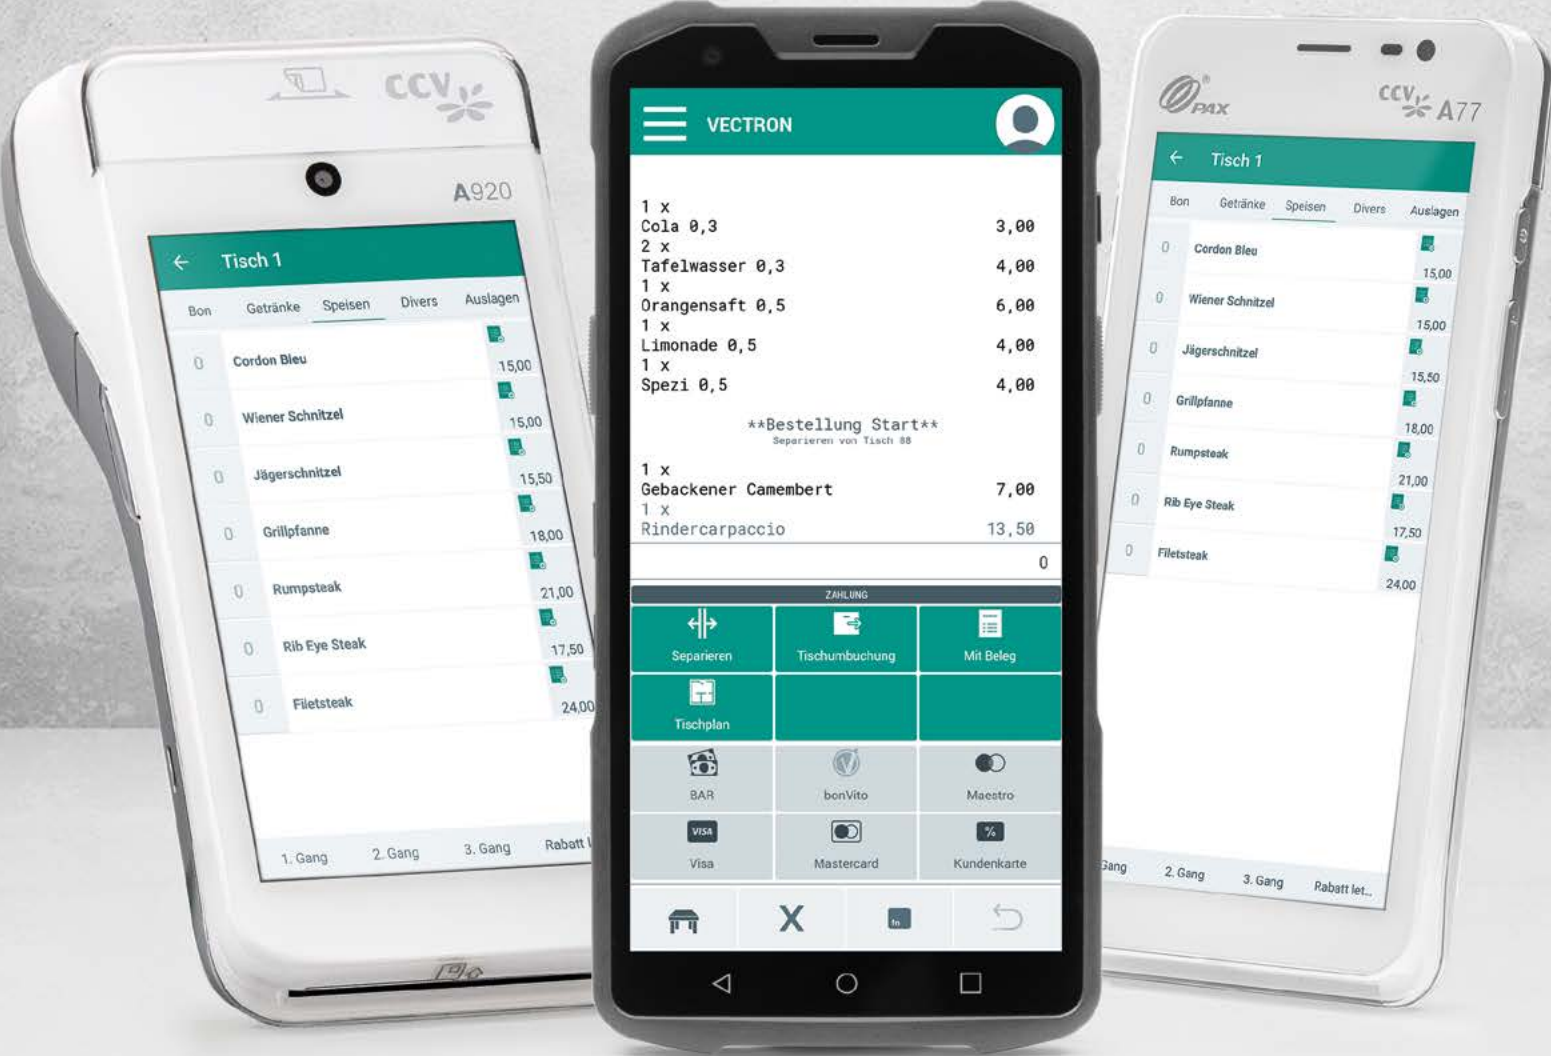 CCV
A920
← Tisch 1
Bon Getränke Speisen Divers Auslagen
0 Cordon Bleu 15,00
0 Wiener Schnitzel 15,00
0 Jägerschnitzel 15,50
0 Grillpfanne 18,00
0 Rumpsteak 21,00
0 Rib Eye Steak 17,50
0 Filetsteak 24,00
1. Gang 2. Gang 3. Gang Rabatt l
VECTRON
1 x
Cola 0,3 3,00
2 x
Tafelwasser 0,3 4,00
1 x
Orangensaft 0,5 6,00
1 x
Limonade 0,5 4,00
1 x
Spezi 0,5 4,00
**Bestellung Start**
Separieren von Tisch 88
1 x
Gebackener Camembert 7,00
1 x
Rindercarpaccio 13,50
0
ZAHLUNG
Separieren Tischumbuchung Mit Beleg
Tischplan
BAR bonVito Maestro
VISA %
Visa Mastercard Kundenkarte
X fn
PAX® CCV A77
← Tisch 1
Bon Getränke Speisen Divers Auslagen
0 Cordon Bleu 15,00
0 Wiener Schnitzel 15,00
0 Jägerschnitzel 15,50
0 Grillpfanne 18,00
0 Rumpsteak 21,00
0 Rib Eye Steak 17,50
0 Filetsteak 24,00
Gang 2. Gang 3. Gang Rabatt let...